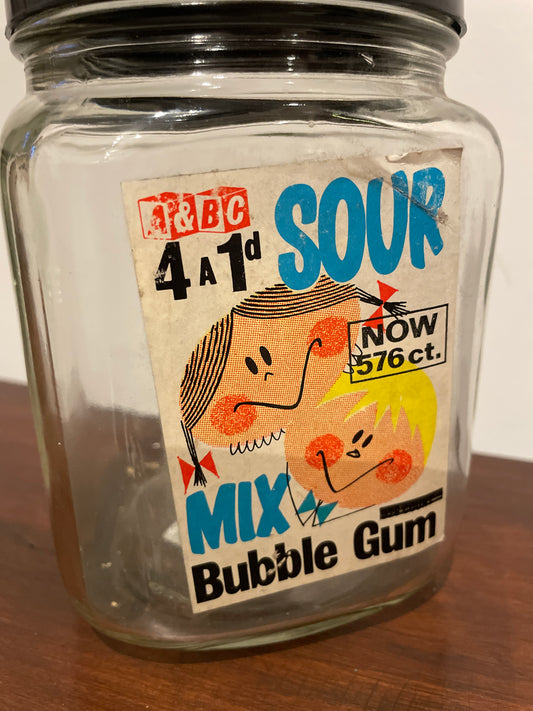 A&BC
4 A 1d
SOUR
NOW
576 ct.
MIX
Bubble Gum